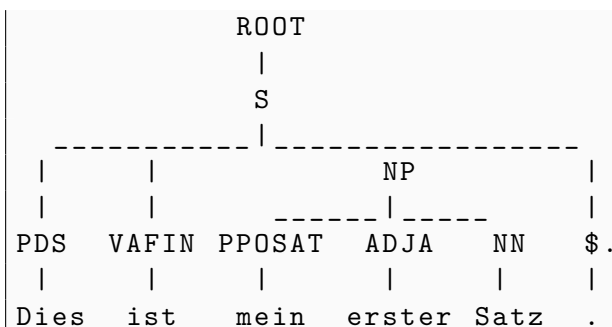 ROOT
S
NP
PDS VAFIN PPOSAT ADJA NN $.
Dies ist mein erster Satz .